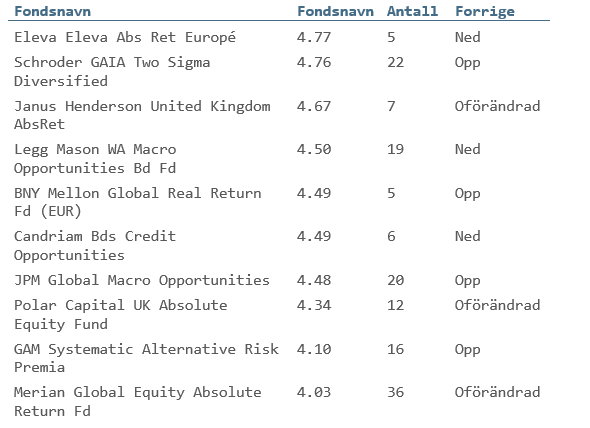 Fondsnavn Fondsnavn Antall Forrige
Eleva Eleva Abs Ret Europé 4.77 5 Ned
Schroder GAIA Two Sigma 4.76 22 Opp
Diversified
Janus Henderson United Kingdom 4.67 7 Oförändrad
AbsRet
Legg Mason WA Macro 4.50 19 Ned
Opportunities Bd Fd
BNY Mellon Global Real Return 4.49 5 Opp
Fd (EUR)
Candriam Bds Credit 4.49 6 Ned
Opportunities
JPM Global Macro Opportunities 4.48 20 Opp
Polar Capital UK Absolute 4.34 12 Oförändrad
Equity Fund
GAM Systematic Alternative Risk 4.10 16 Opp
Premia
Merian Global Equity Absolute 4.03 36 Oförändrad
Return Fd